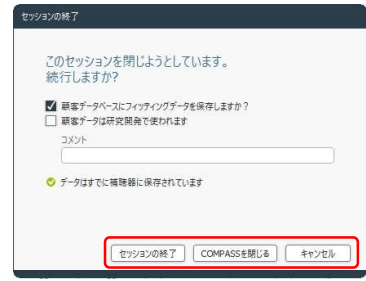 セッションの終了
このセッションを閉じようとしています。
続行しますか?
顧客データベースにフィッティングデータを保存しますか?
顧客データは研究開発で使われます
コメント
データはすでに補聴器に保存されています
セッションの終了 COMPASSを閉じる キャンセル